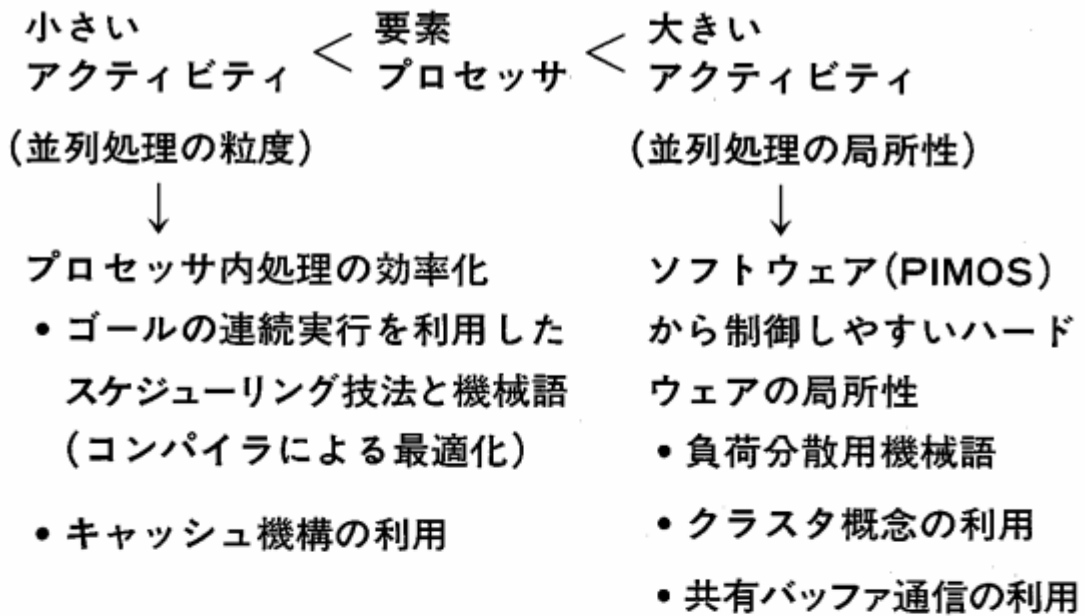 小さい
アクティビティ
<
要素
プロセッサ
<
大きい
アクティビティ
(並列処理の粒度)
↓
プロセッサ内処理の効率化
• ゴールの連続実行を利用した
スケジューリング技法と機械語
(コンパイラによる最適化)
• キャッシュ機構の利用
(並列処理の局所性)
↓
ソフトウェア(PIMOS)
から制御しやすいハード
ウェアの局所性
• 負荷分散用機械語
• クラスタ概念の利用
• 共有バッファ通信の利用